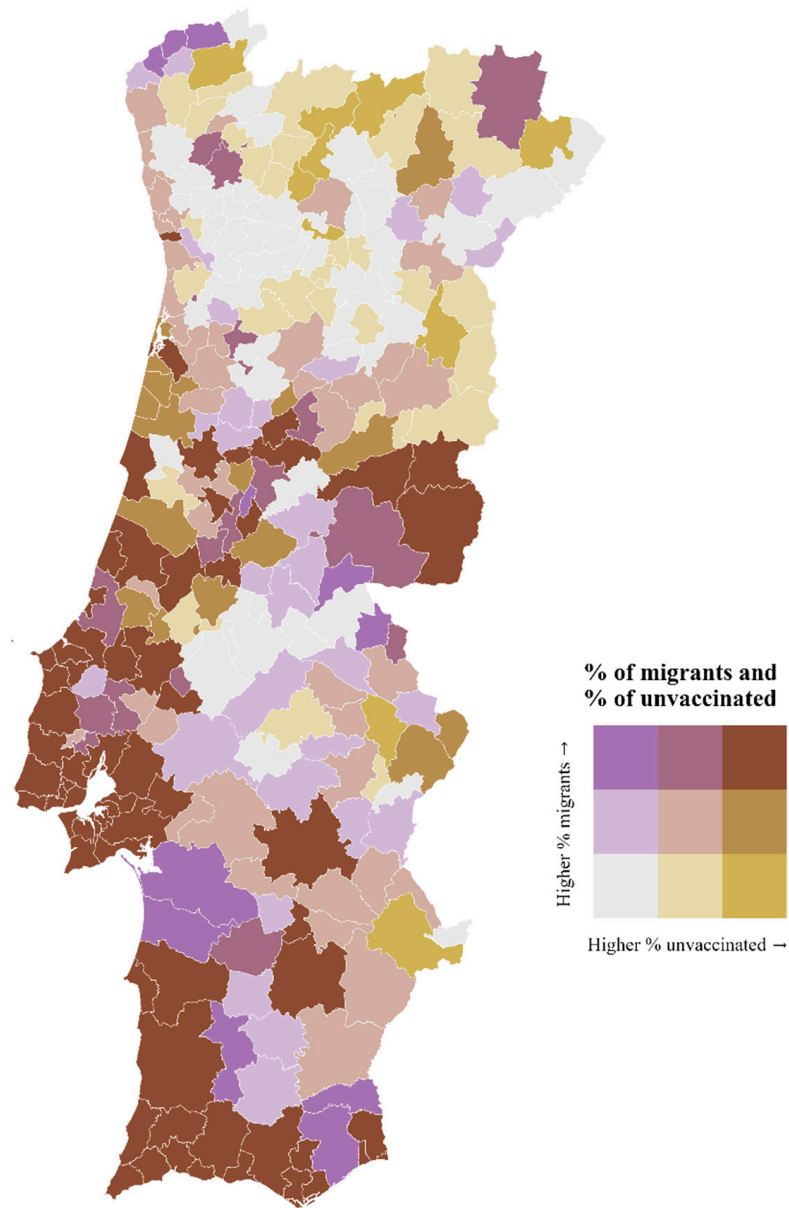 % of migrants and
% of unvaccinated
Higher % migrants →
Higher % unvaccinated →